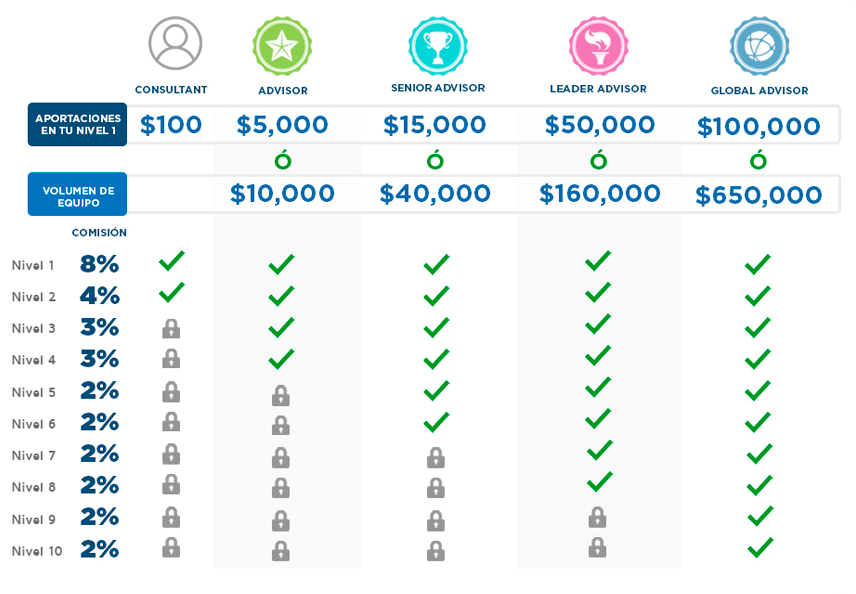 CONSULTANT
ADVISOR
SENIOR ADVISOR
LEADER ADVISOR
GLOBAL ADVISOR
APORTACIONES
EN TU NIVEL 1
$100
$5,000
$15,000
$50,000
$100,000
Ó
Ó
Ó
Ó
VOLUMEN DE
EQUIPO
$10,000
$40,000
$160,000
$650,000
COMISIÓN
Nivel 1 8%
Nivel 2 4%
Nivel 3 3%
Nivel 4 3%
Nivel 5 2%
Nivel 6 2%
Nivel 7 2%
Nivel 8 2%
Nivel 9 2%
Nivel 10 2%